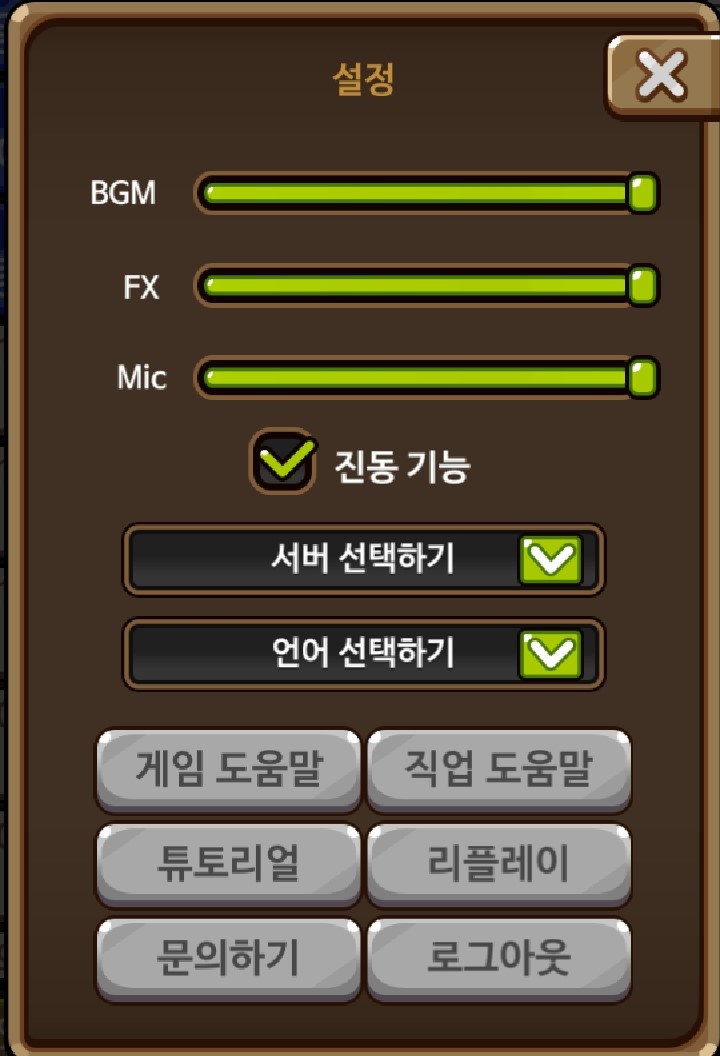 설정
BGM
FX
Mic
진동 기능
서버 선택하기
언어 선택하기
게임 도움말 직업 도움말
튜토리얼 리플레이
문의하기 로그아웃